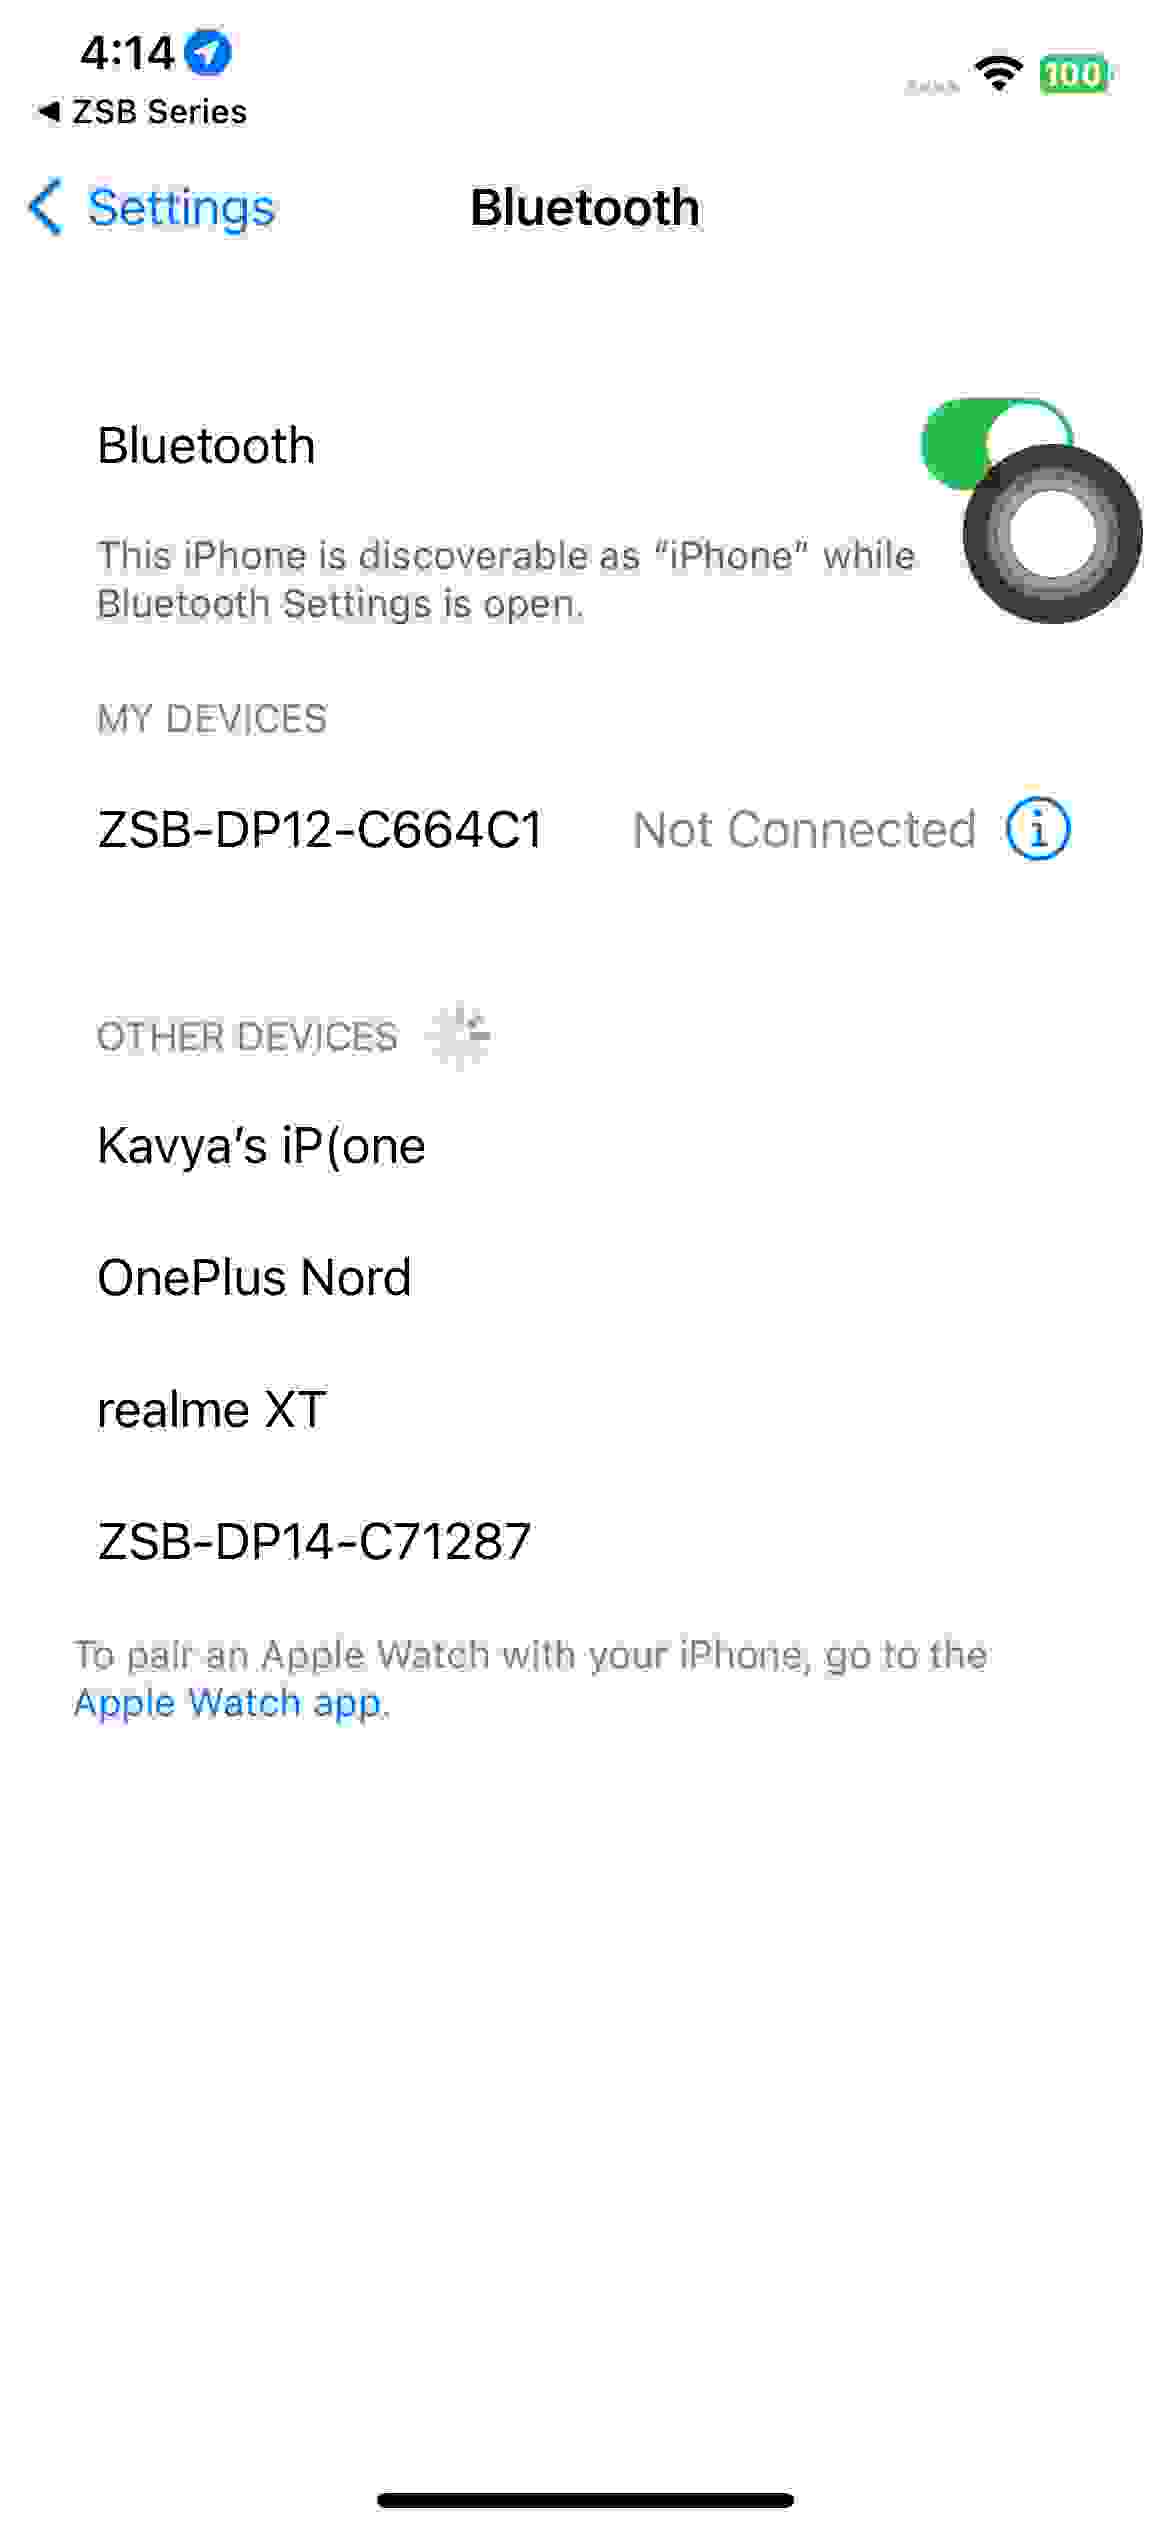 4:14
100
◀ ZSB Series
Settings
Bluetooth
Bluetooth
This iPhone is discoverable as “iPhone” while
Bluetooth Settings is open.
MY DEVICES
ZSB-DP12-C664C1 Not Connected
OTHER DEVICES
Kavya’s iP(one
OnePlus Nord
realme XT
ZSB-DP14-C71287
To pair an Apple Watch with your iPhone, go to the
Apple Watch app.